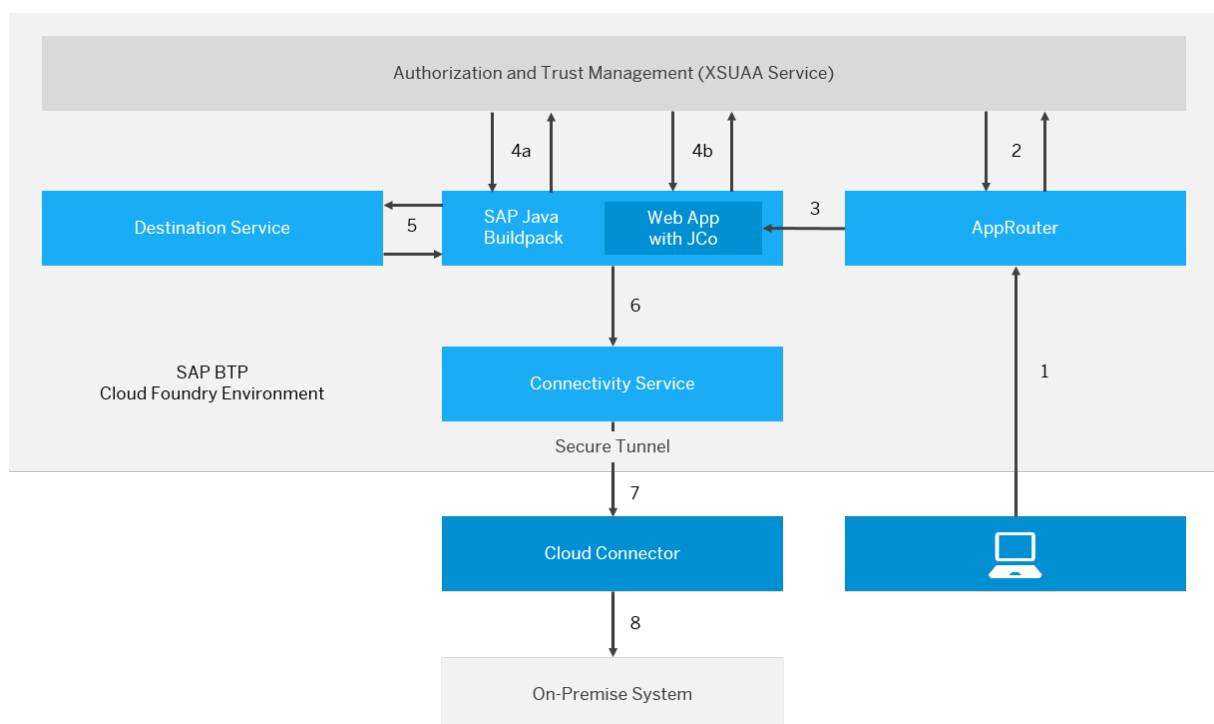 Authorization and Trust Management (XSUAA Service)
4a
4b
2
Destination Service
5
SAP Java
Buildpack
Web App
with JCo
3
AppRouter
6
SAP BTP
Cloud Foundry Environment
Connectivity Service
1
Secure Tunnel
7
Cloud Connector
8
On-Premise System